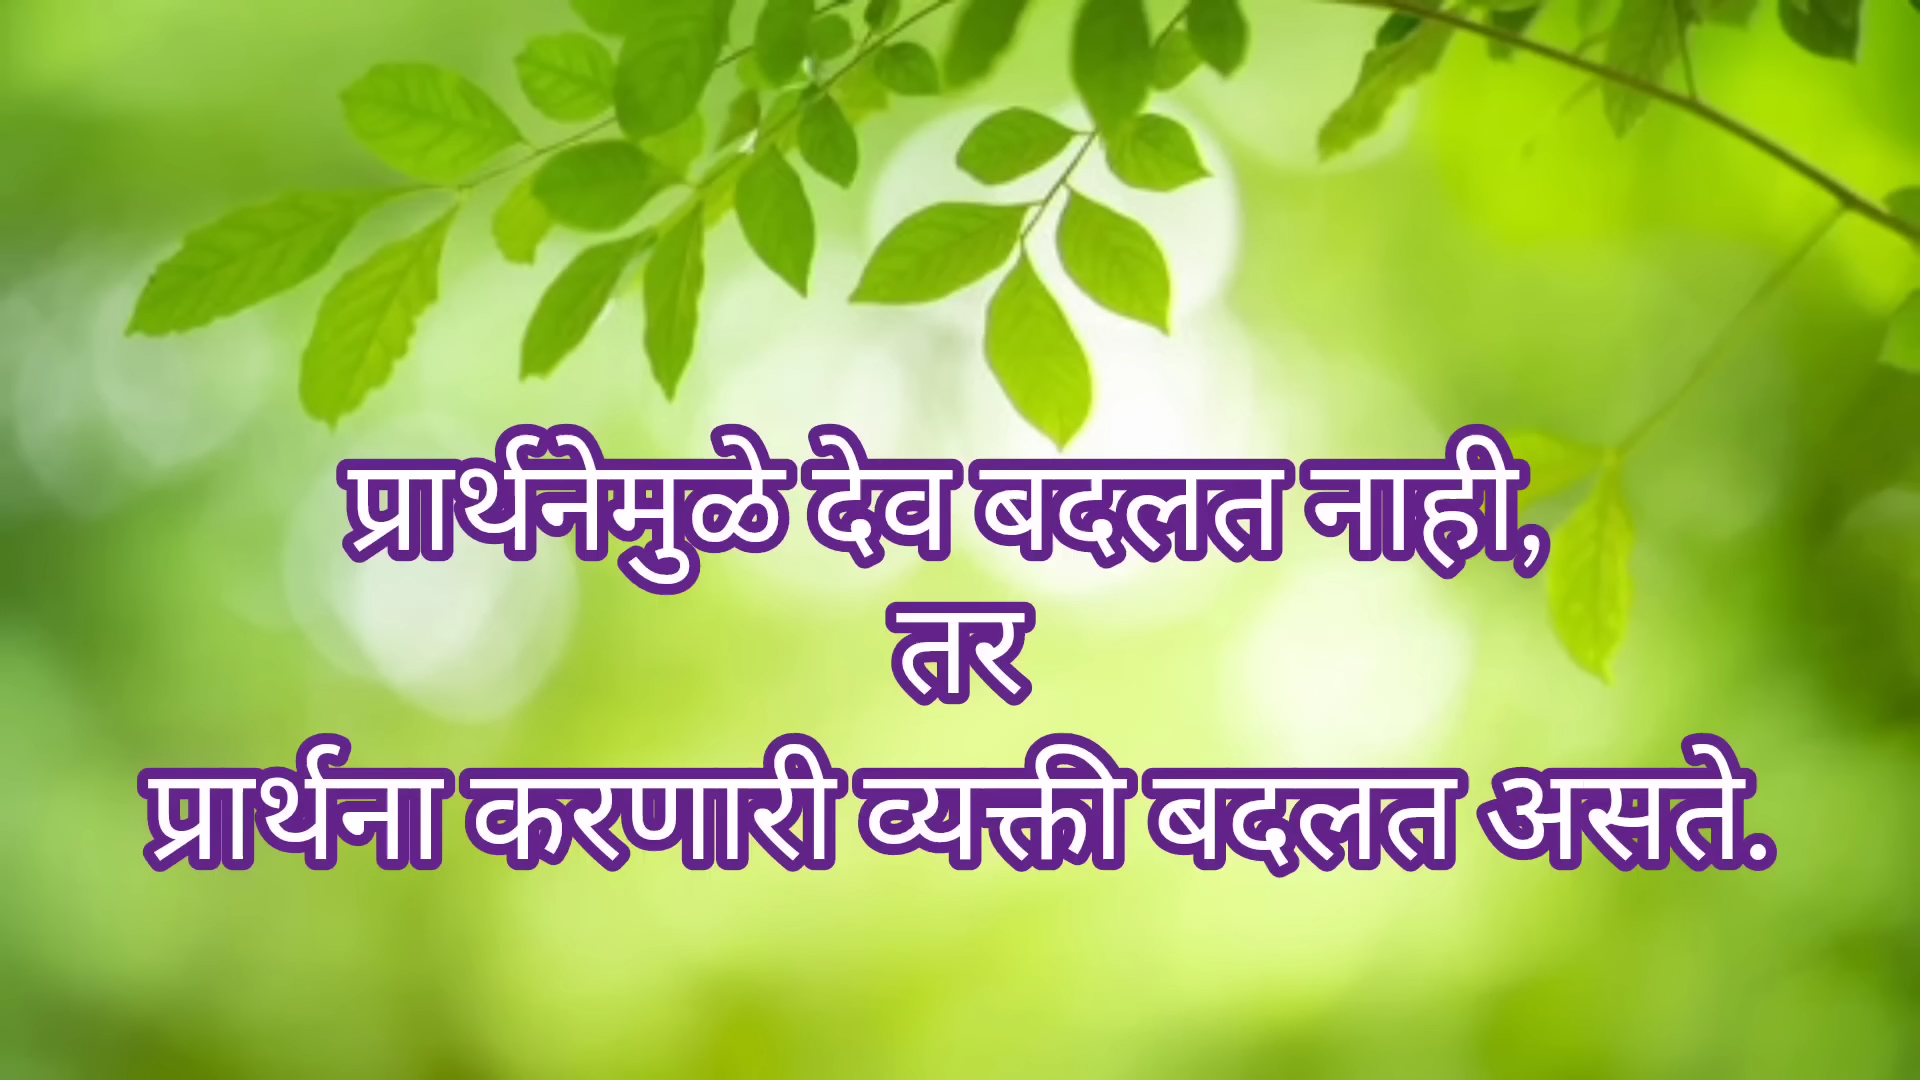 प्रार्थनेमुळे देव बदलत नाही,
तर
प्रार्थना करणारी व्यक्ती बदलत असते.